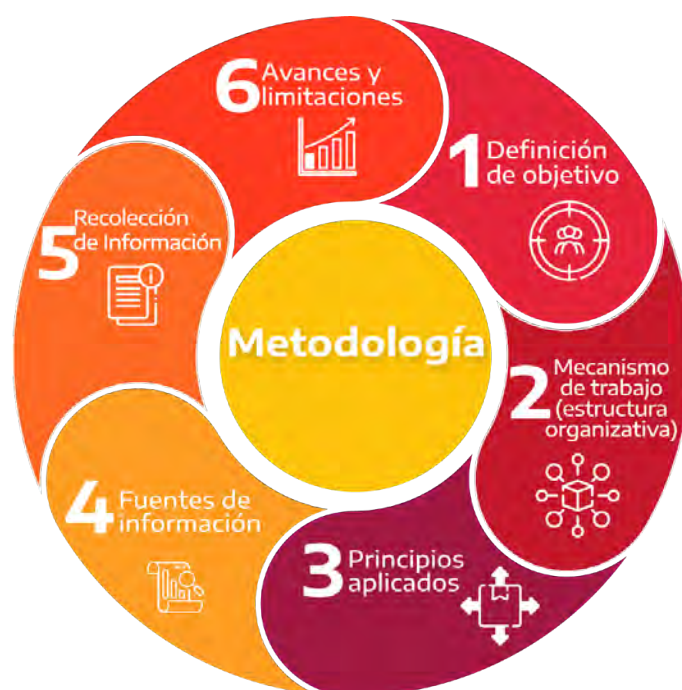 Metodología
1 Definición
de objetivo
2 Mecanismo
de trabajo
(estructura
organizativa)
3 Principios
aplicados
4 Fuentes de
información
5 Recolección
de Información
6 Avances y
limitaciones